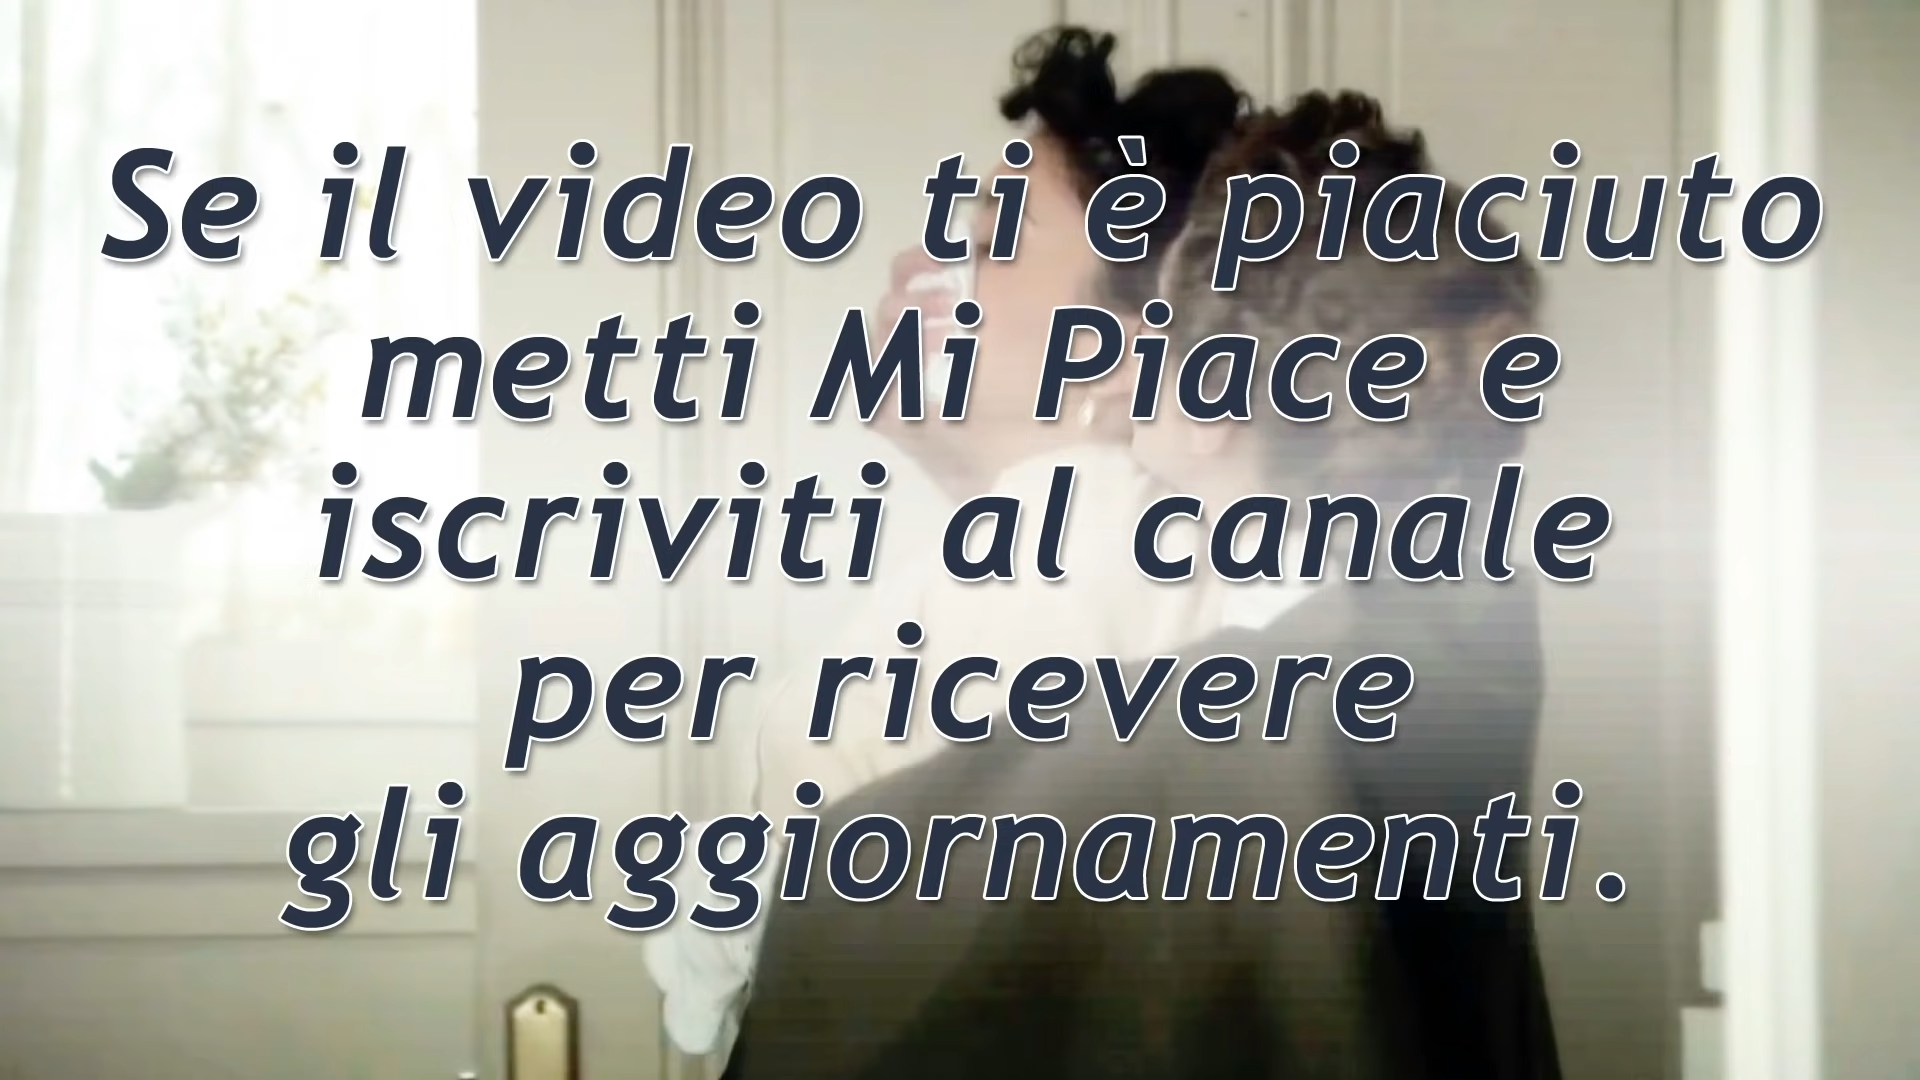 Se il video ti è piaciuto
metti Mi Piace e
iscriviti al canale
per ricevere
gli aggiornamenti.